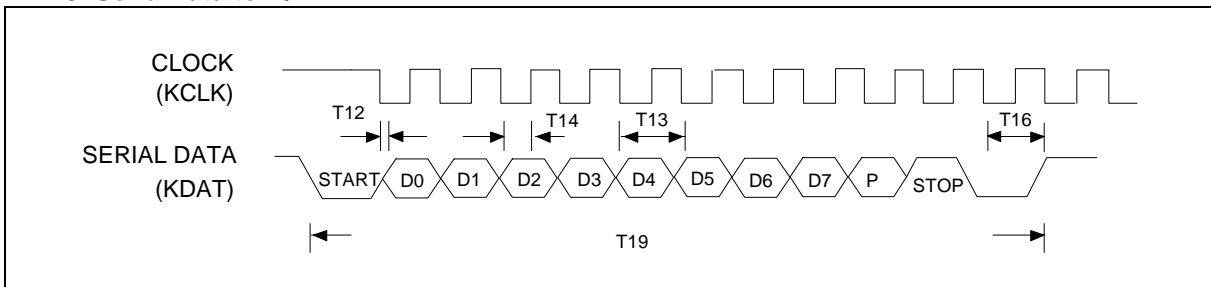 CLOCK
(KCLK)
T12
T14
T13
T16
SERIAL DATA
(KDAT)
START
D0
D1
D2
D3
D4
D5
D6
D7
P
STOP
T19